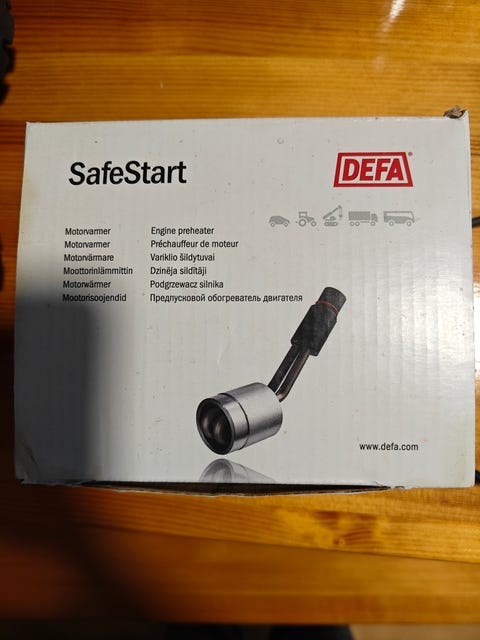 SafeStart
DEFA
Motorvarmer
Motorvarmer
Motorvärmare
Moottorinlämmittin
Motorwärmer
Mootorisoojendid
Engine preheater
Préchauffeur de moteur
Variklio šildytuvai
Dzinēja sildītāji
Podgrzewacz silnika
Предпусковой обогреватель двигателя
www.defa.com